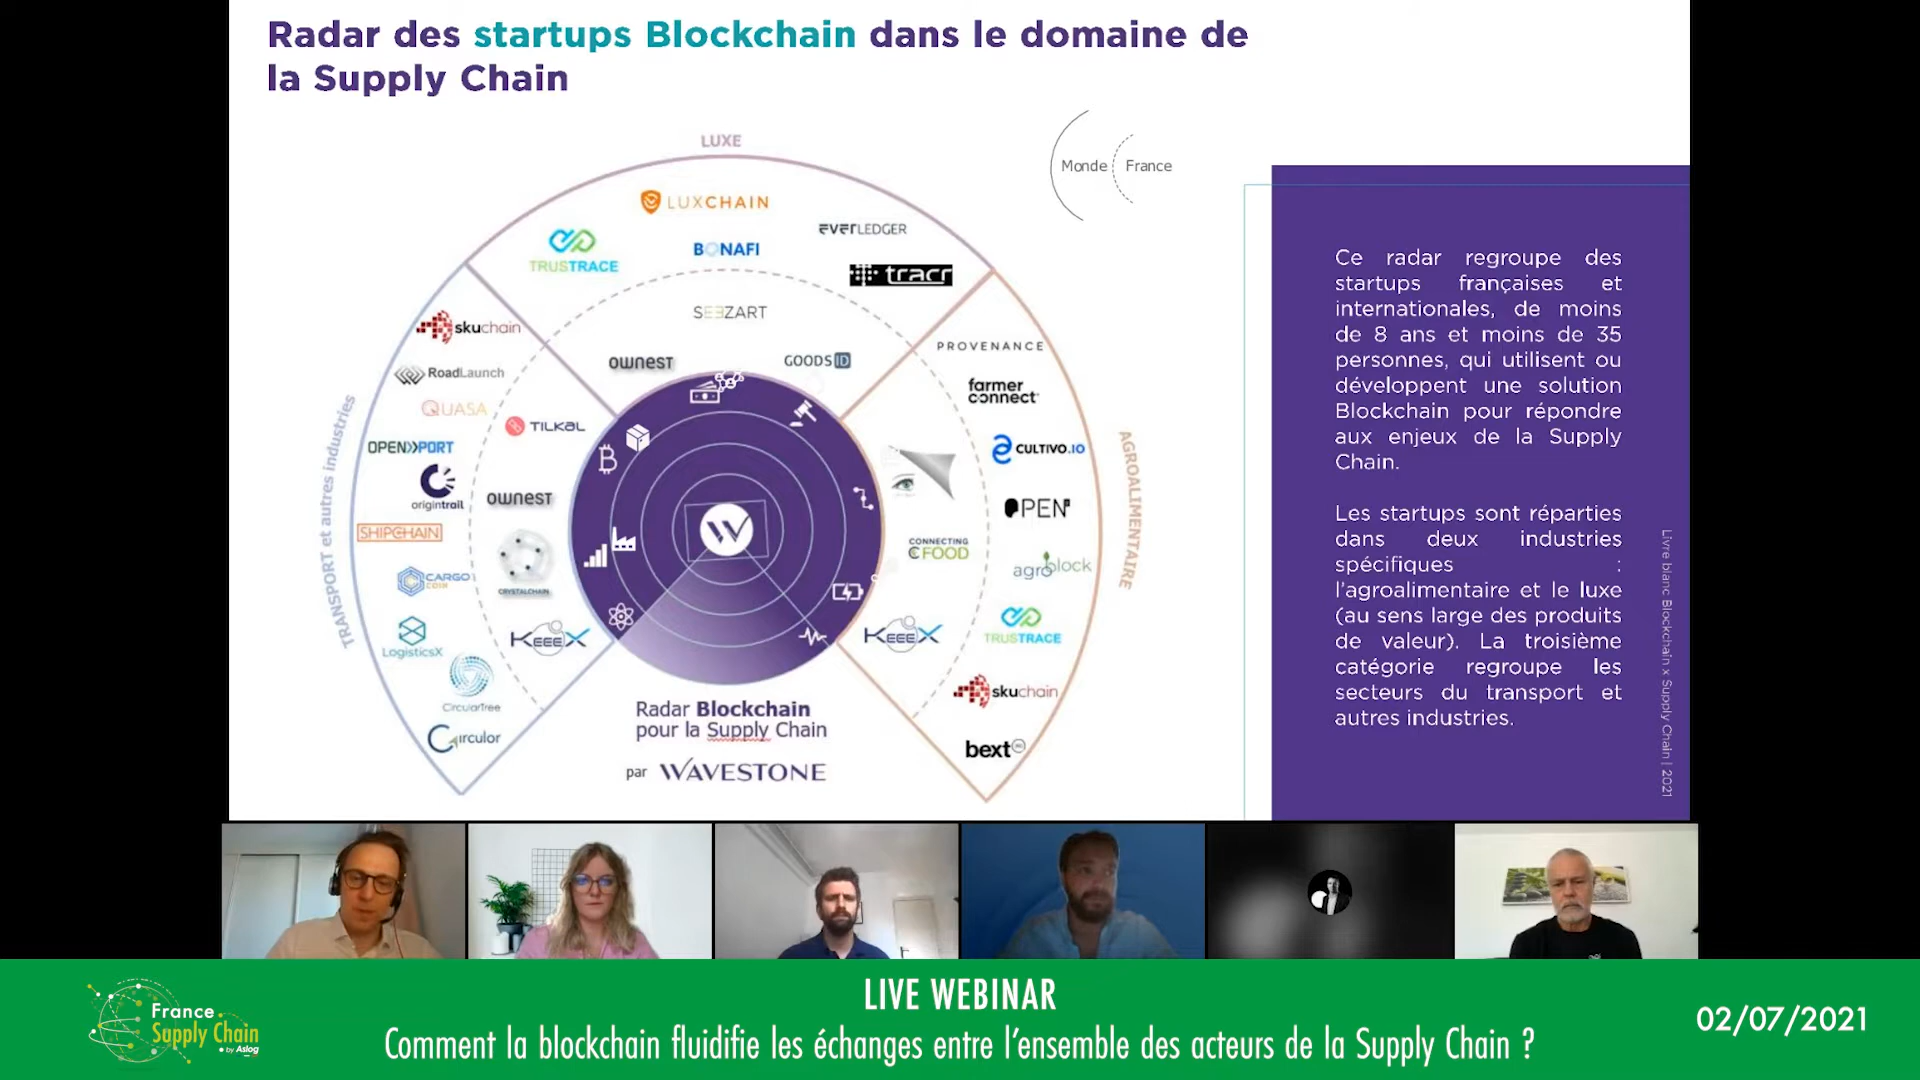 Radar des startups Blockchain dans le domaine de
la Supply Chain
Monde
France
LUXE
LUXCHAIN
EVERLEDGER
TRUSTRACE
BONAFI
tracr
SEEZART
OWNEST
GOODS ID
TRANSPORT et autres industries
skuchain
RoadLaunch
QUASA
TILKAL
OPEN>>PORT
origintrail
OWNEST
SHIPCHAIN
CRYSTALCHAIN
CARGO
COIN
KEEEX
LogisticsX
CircularTree
Circulor
AGROALIMENTAIRE
PROVENANCE
farmer
connect
CULTIVO.IO
OPEN
CONNECTING
FOOD
agroblock
KEEEX
TRUSTRACE
skuchain
bext360
Radar Blockchain
pour la Supply Chain
par WAVESTONE
Ce radar regroupe des
startups françaises et
internationales, de moins
de 8 ans et moins de 35
personnes, qui utilisent ou
développent une solution
Blockchain pour répondre
aux enjeux de la Supply
Chain.
Les startups sont réparties
dans deux industries
spécifiques :
l'agroalimentaire et le luxe
(au sens large des produits
de valeur). La troisième
catégorie regroupe les
secteurs du transport et
autres industries.
Livre blanc Blockchain x Supply Chain | 2021
France
Supply Chain
by Aslog
LIVE WEBINAR
Comment la blockchain fluidifie les échanges entre l'ensemble des acteurs de la Supply Chain ?
02/07/2021